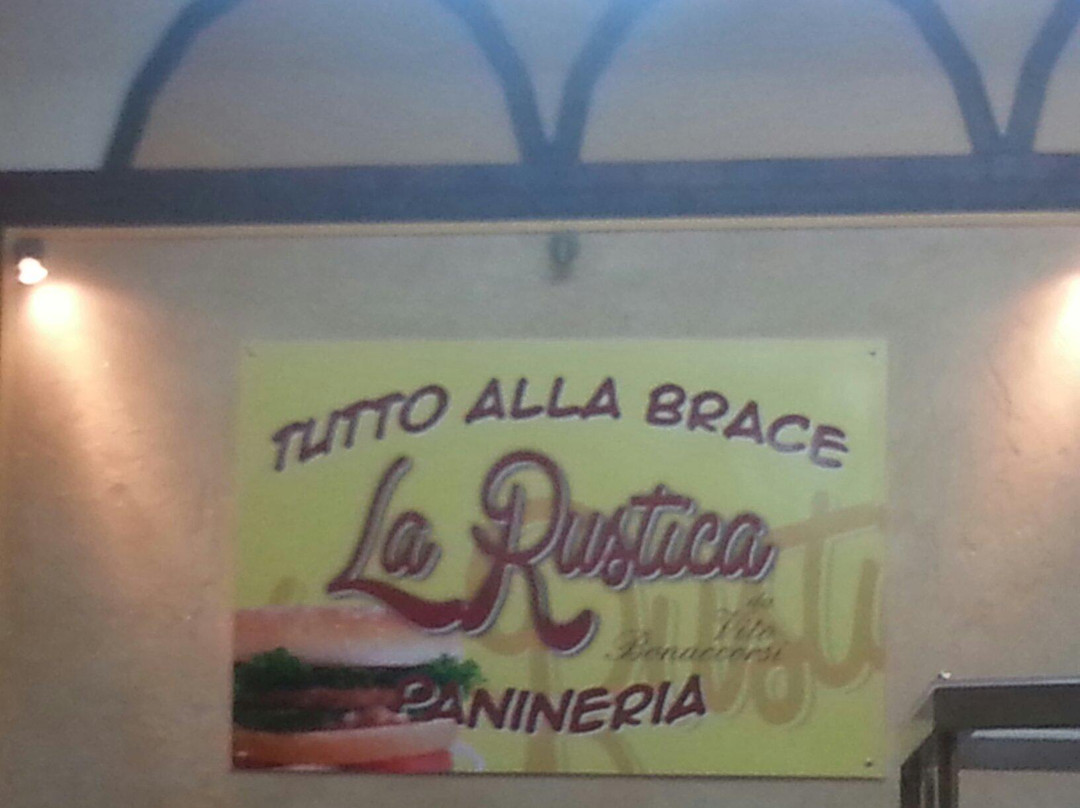 TUTTO ALLA BRACE
La Rustica
da
Vito
Bonaccorsi
PANINERIA